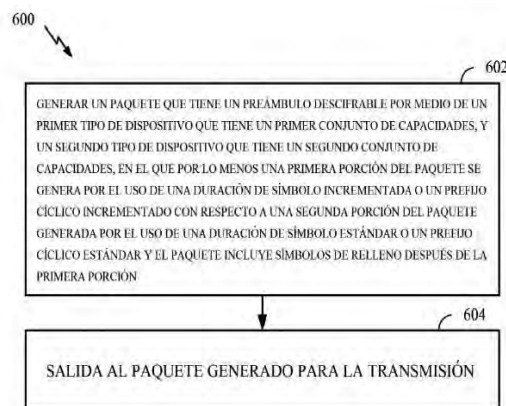 600
602
GENERAR UN PAQUETE QUE TIENE UN PREÁMBULO DESCIFRABLE POR MEDIO DE UN
PRIMER TIPO DE DISPOSITIVO QUE TIENE UN PRIMER CONJUNTO DE CAPACIDADES, Y
UN SEGUNDO TIPO DE DISPOSITIVO QUE TIENE UN SEGUNDO CONJUNTO DE
CAPACIDADES, EN EL QUE POR LO MENOS UNA PRIMERA PORCIÓN DEL PAQUETE SE
GENERA POR EL USO DE UNA DURACIÓN DE SÍMBOLO INCREMENTADA O UN PREFIJO
CÍCLICO INCREMENTADO CON RESPECTO A UNA SEGUNDA PORCIÓN DEL PAQUETE
GENERADA POR EL USO DE UNA DURACIÓN DE SÍMBOLO ESTÁNDAR O UN PREFIJO
CÍCLICO ESTÁNDAR Y EL PAQUETE INCLUYE SÍMBOLOS DE RELLENO DESPUÉS DE LA
PRIMERA PORCIÓN
604
SALIDA AL PAQUETE GENERADO PARA LA TRANSMISIÓN